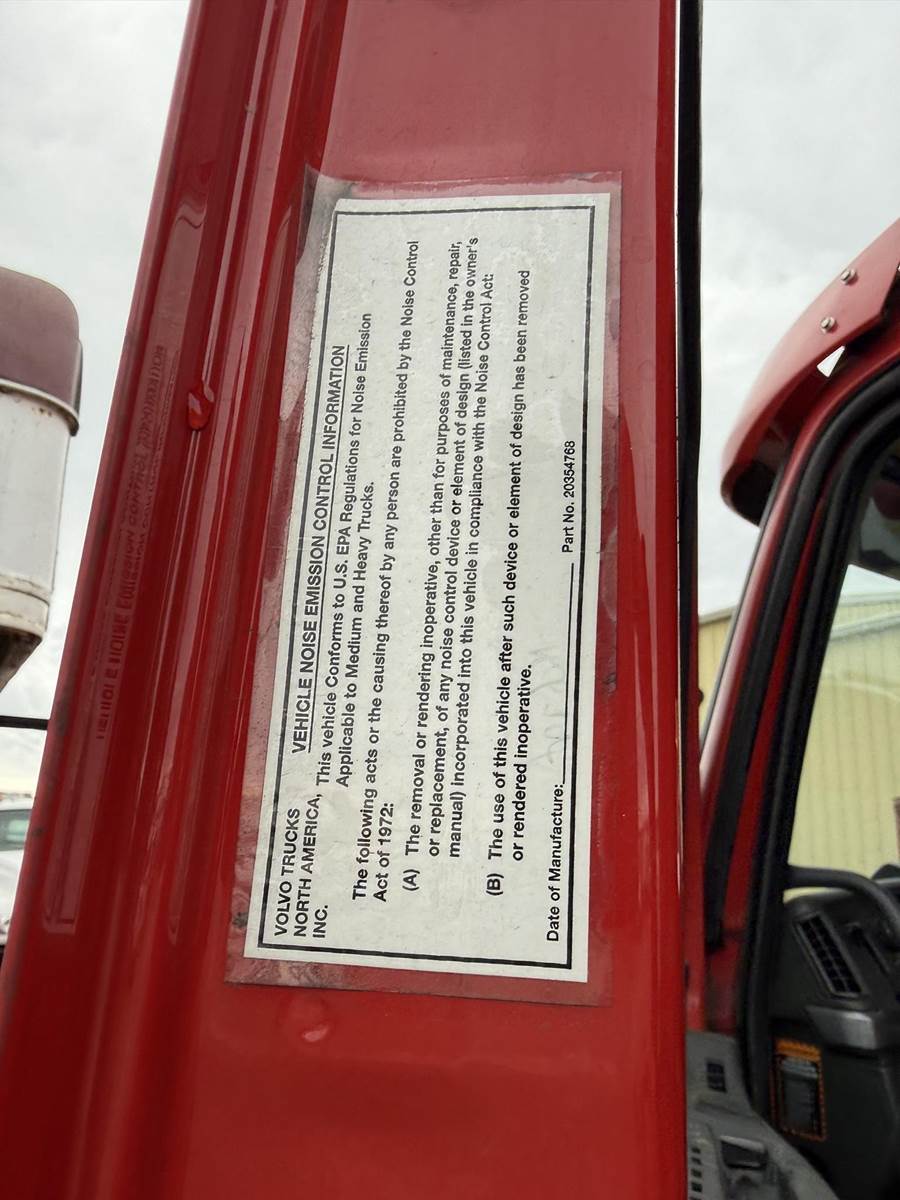 VOLVO TRUCKS
NORTH AMERICA,
INC.
VEHICLE NOISE EMISSION CONTROL INFORMATION
This vehicle Conforms to U.S. EPA Regulations for Noise Emission
Applicable to Medium and Heavy Trucks.
The following acts or the causing thereof by any person are prohibited by the Noise Control
Act of 1972:
(A) The removal or rendering inoperative, other than for purposes of maintenance, repair,
or replacement, of any noise control device or element of design (listed in the owner's
manual) incorporated into this vehicle in compliance with the Noise Control Act:
(B) The use of this vehicle after such device or element of design has been removed
or rendered inoperative.
Date of Manufacture: Part No. 20354768